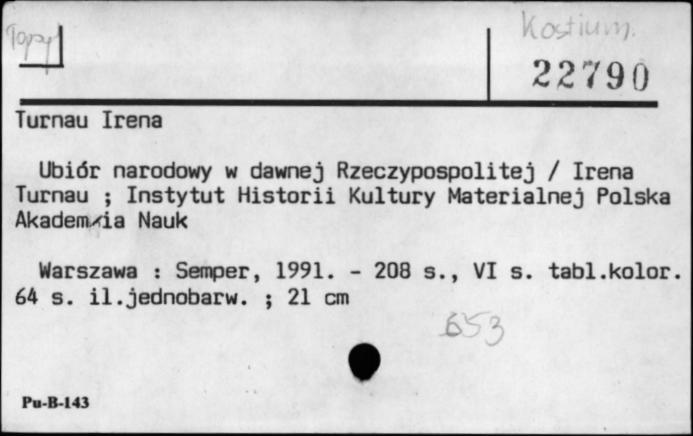 Kostium.
22790
Turnau Irena
Ubiór narodowy w dawnej Rzeczypospolitej / Irena
Turnau ; Instytut Historii Kultury Materialnej Polska
Akademia Nauk
Warszawa : Semper, 1991. - 208 s., VI s. tabl.kolor.
64 s. il.jednobarw. ; 21 cm
653
Pu-B-143